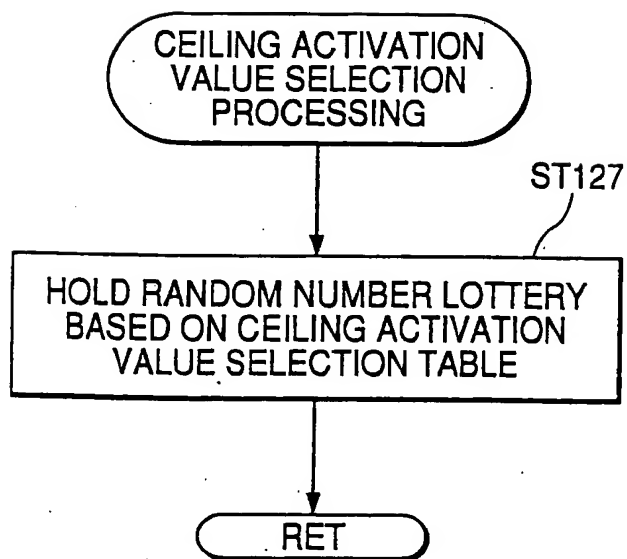 CEILING ACTIVATION
VALUE SELECTION
PROCESSING
ST127
HOLD RANDOM NUMBER LOTTERY
BASED ON CEILING ACTIVATION
VALUE SELECTION TABLE
RET